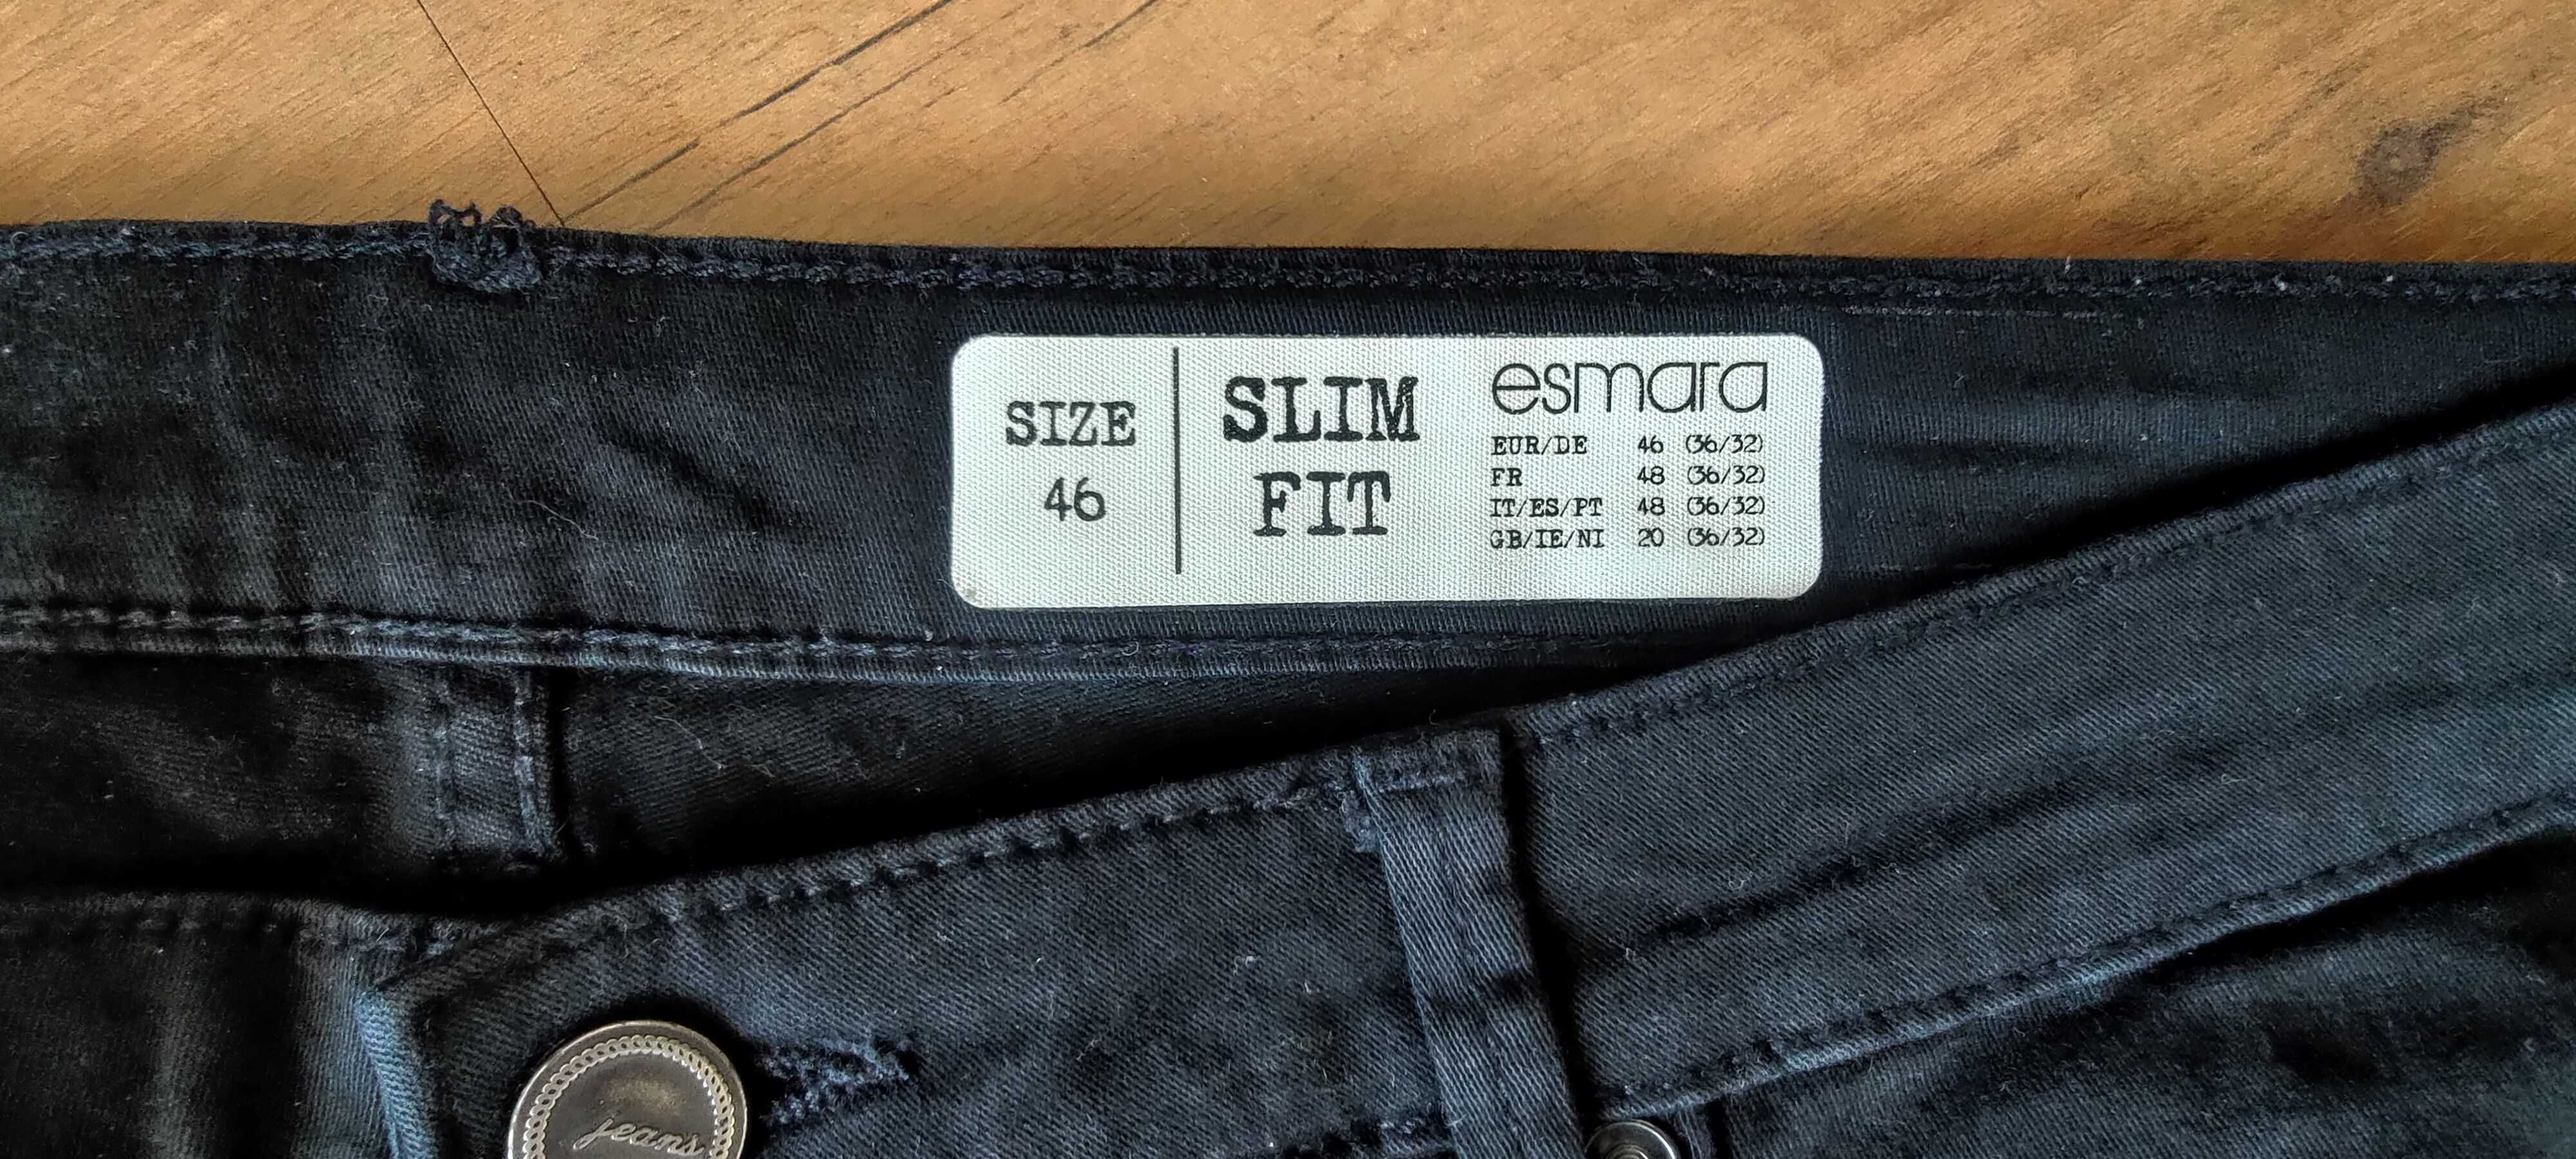 SIZE
46
SLIM
FIT
esmara
EUR/DE 46 (36/32)
FR 48 (36/32)
IT/ES/PT 48 (36/32)
GB/IE/NI 20 (36/32)
jeans